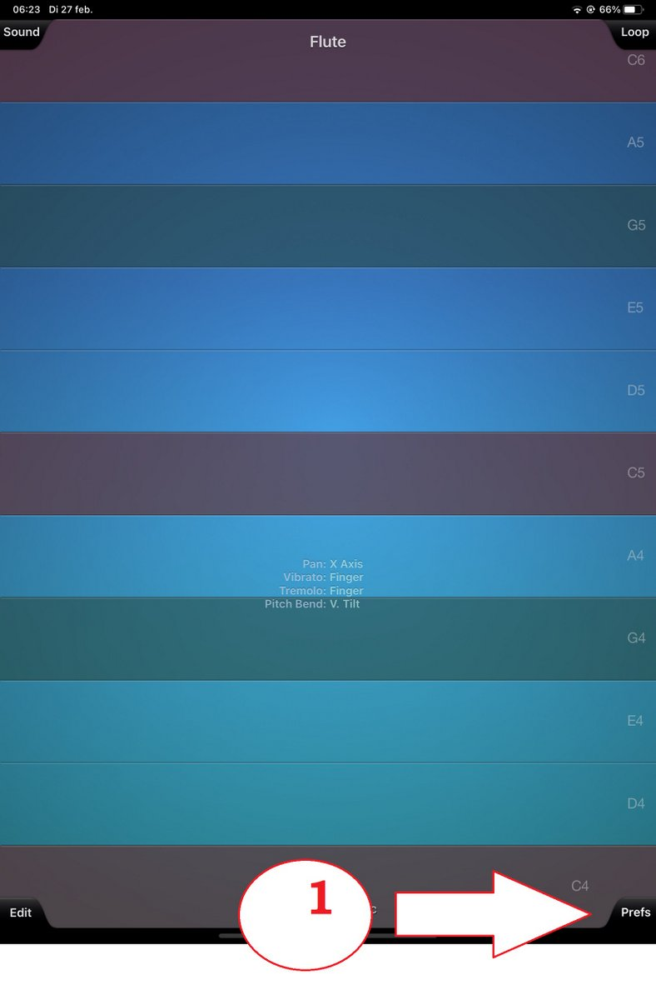 06:23 Di 27 feb. 66%
Sound Flute Loop
C6
A5
G5
E5
D5
C5
A4
Pan: X Axis
Vibrato: Finger
Tremolo: Finger
Pitch Bend: V. Tilt
G4
E4
D4
C4
1
Edit Prefs